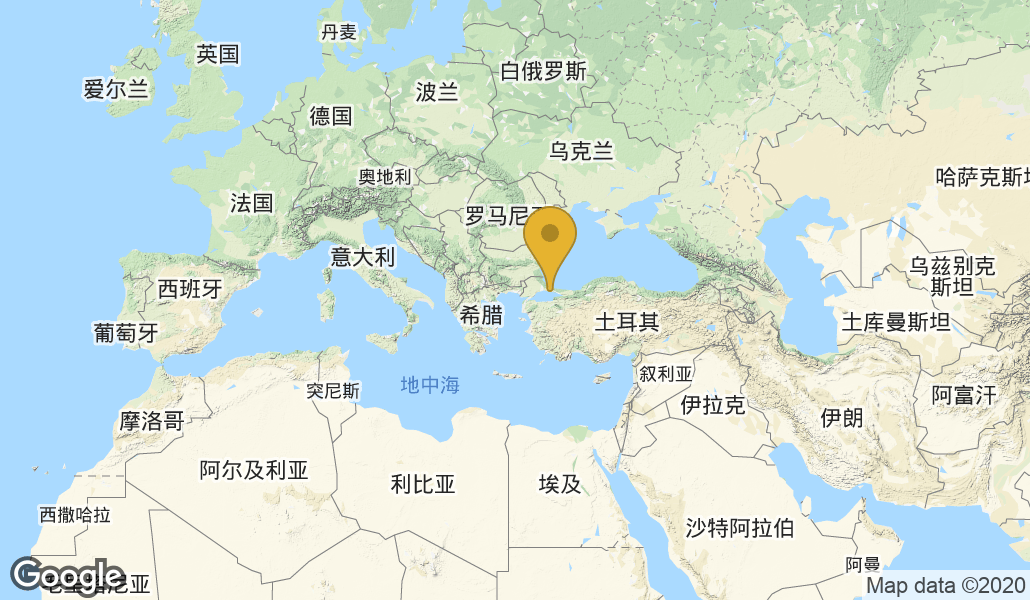 丹麦
英国
白俄罗斯
爱尔兰
波兰
德国
乌克兰
奥地利
哈萨克斯坦
法国
罗马尼亚
意大利
乌兹别克
斯坦
西班牙
希腊
土耳其
土库曼斯坦
葡萄牙
叙利亚
地中海
突尼斯
阿富汗
伊拉克
伊朗
摩洛哥
阿尔及利亚
利比亚
埃及
西撒哈拉
沙特阿拉伯
阿曼
Google
毛里塔尼亚
Map data ©2020